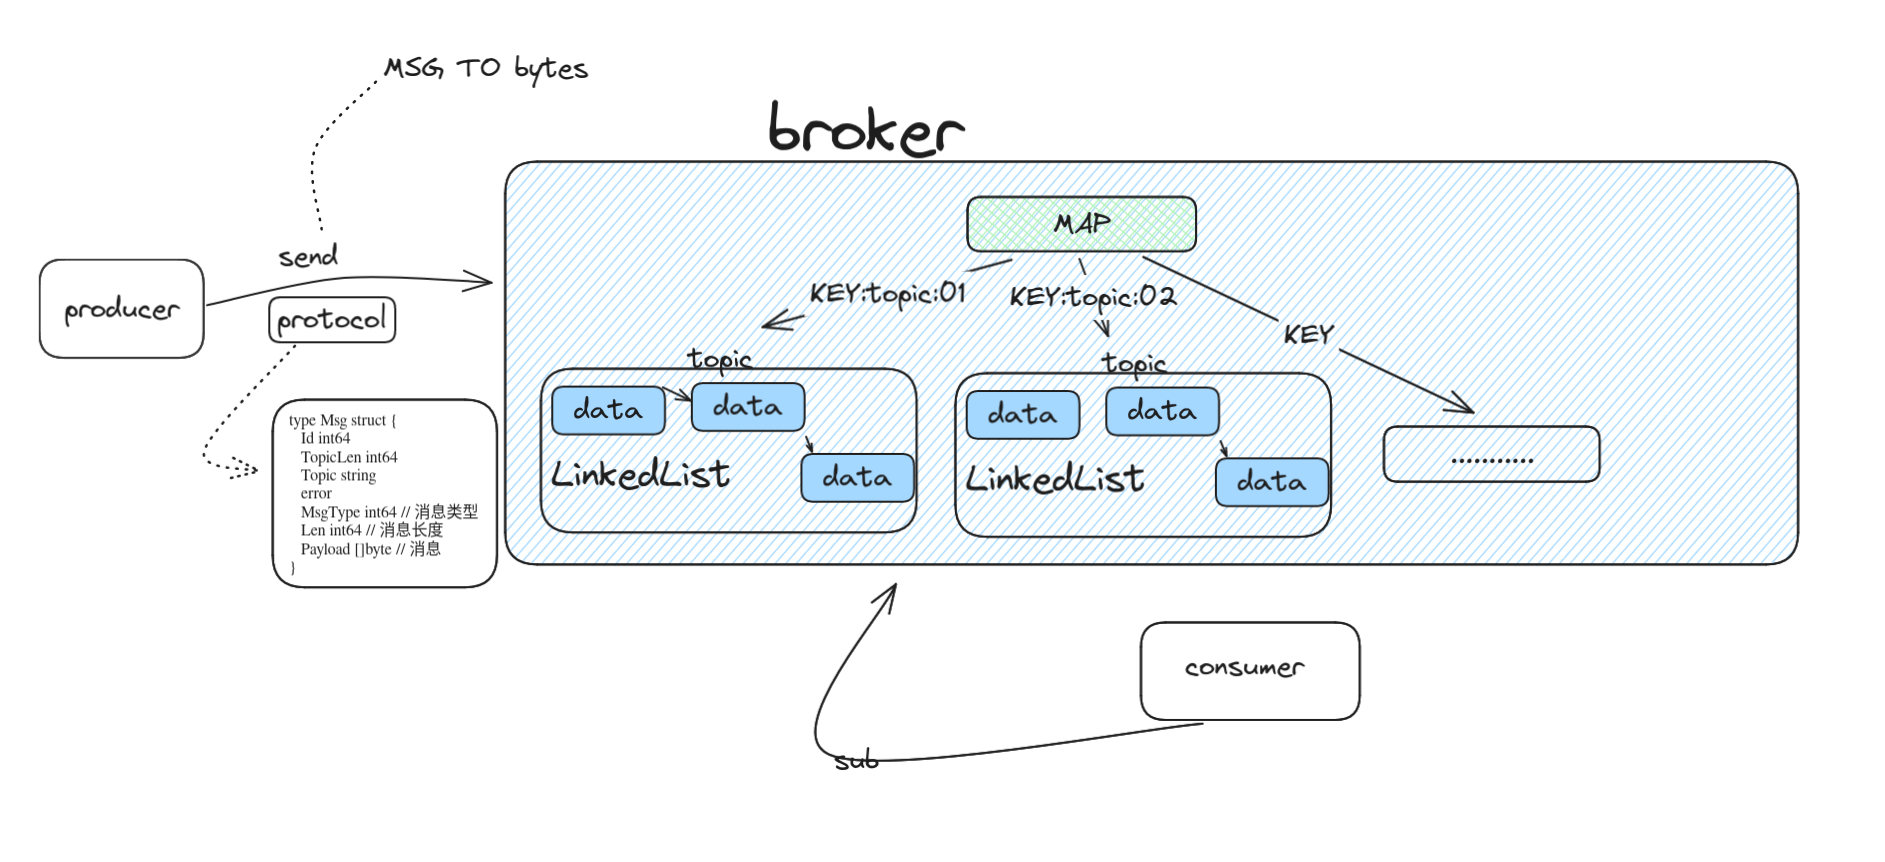 MSG TO bytes
broker
MAP
send
producer
protocol
KEY:topic:01
KEY:topic:02
KEY
topic
topic
data
data
data
LinkedList
data
data
data
LinkedList
...........
type Msg struct {
Id int64
TopicLen int64
Topic string
error
MsgType int64 // 消息类型
Len int64 // 消息长度
Payload []byte // 消息
}
consumer
sub